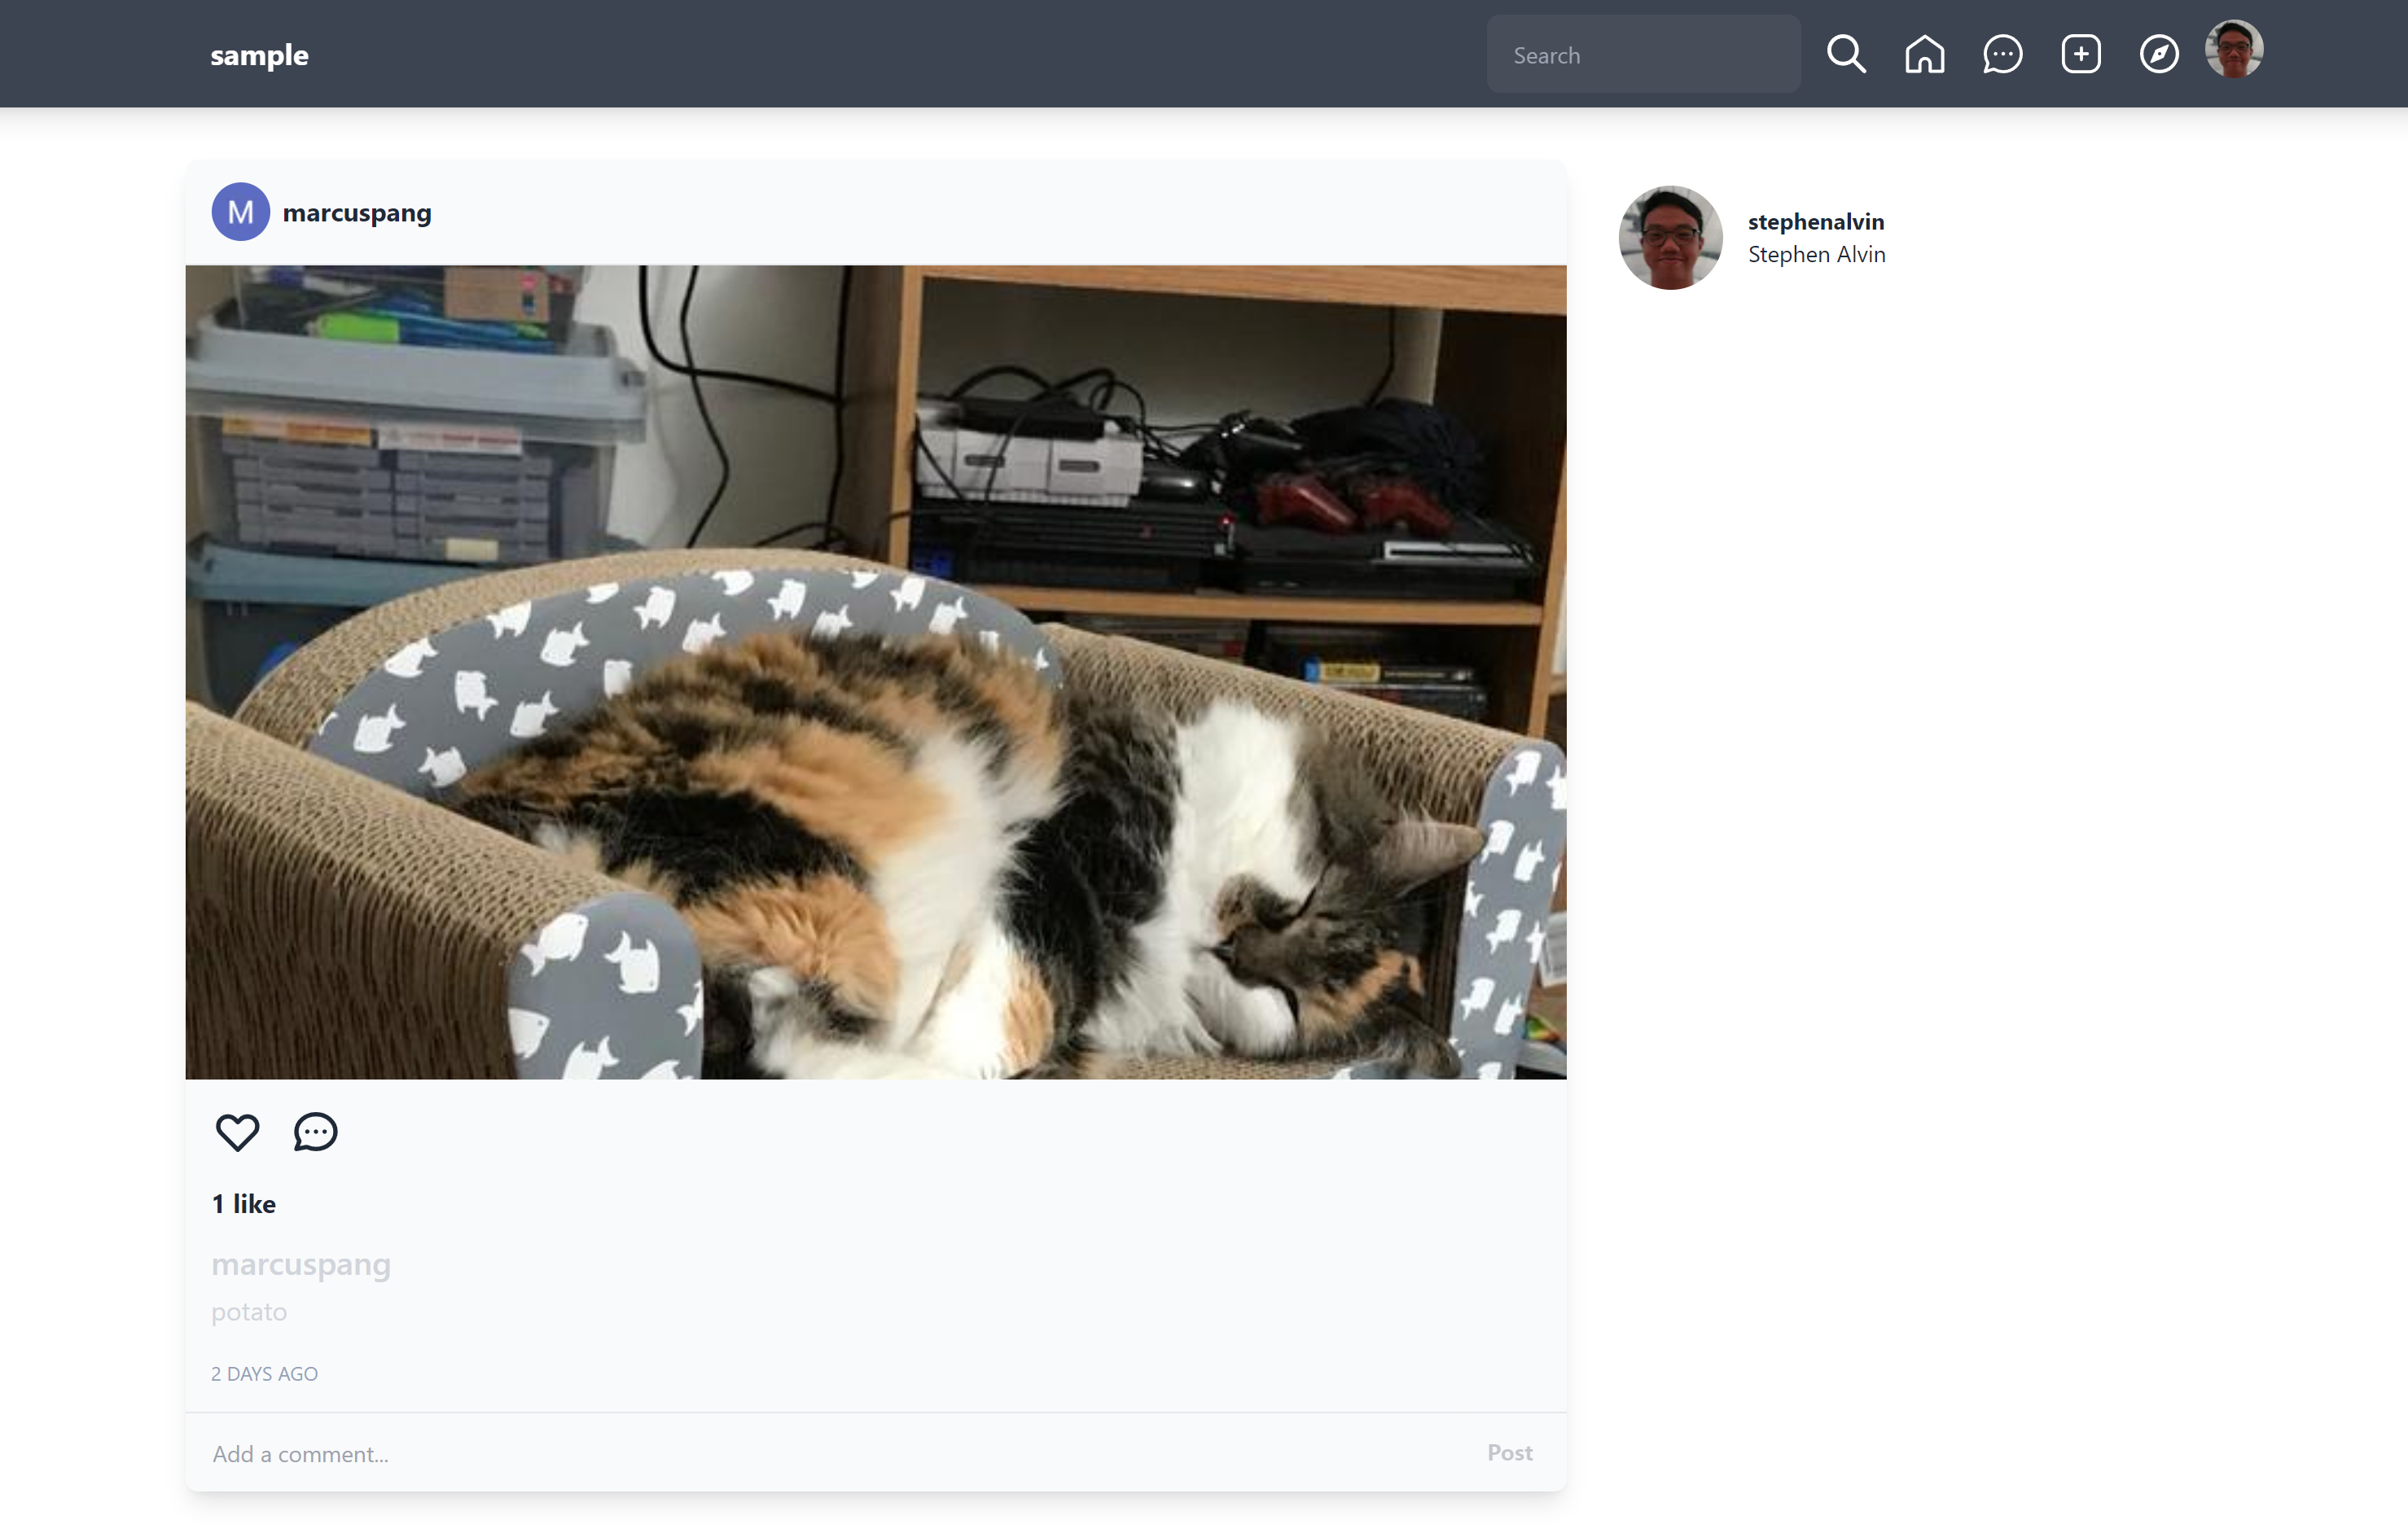 sample
Search
M marcuspang
stephenalvin
Stephen Alvin
1 like
marcuspang
potato
2 DAYS AGO
Add a comment...
Post